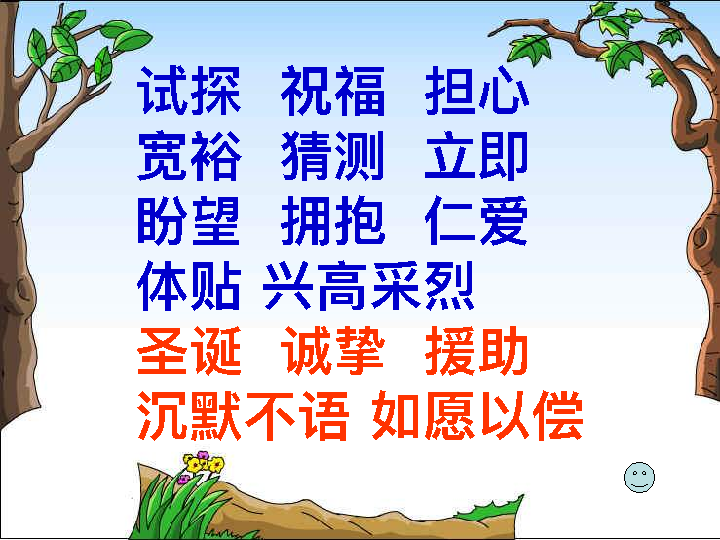 试探 祝福 担心
宽裕 猜测 立即
盼望 拥抱 仁爱
体贴 兴高采烈
圣诞 诚挚 援助
沉默不语 如愿以偿